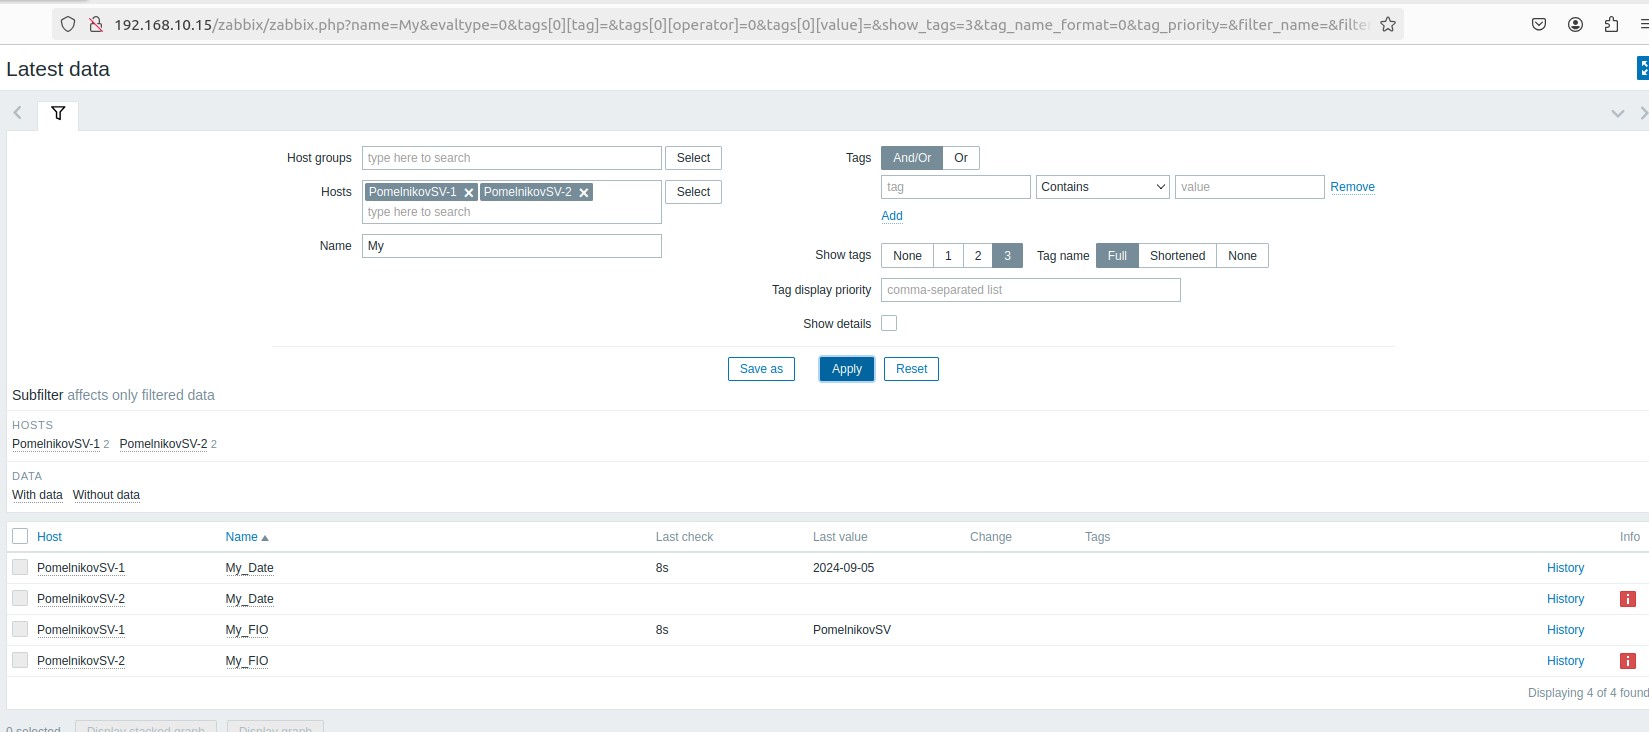 192.168.10.15/zabbix/zabbix.php?name=My&evaltype=0&tags[0][tag]=&tags[0][operator]=0&tags[0][value]=&show_tags=3&tag_name_format=0&tag_priority=&filter_name=&filter
Latest data
Host groups type here to search Select Tags And/Or Or
Hosts PomelnikovSV-1 PomelnikovSV-2 Select tag Contains value Remove
type here to search Add
Name My Show tags None 1 2 3 Tag name Full Shortened None
Tag display priority comma-separated list
Show details
Save as Apply Reset
Subfilter affects only filtered data
HOSTS
PomelnikovSV-1 2 PomelnikovSV-2 2
DATA
With data Without data
Host Name Last check Last value Change Tags Info
PomelnikovSV-1 My_Date 8s 2024-09-05 History
PomelnikovSV-2 My_Date History i
PomelnikovSV-1 My_FIO 8s PomelnikovSV History
PomelnikovSV-2 My_FIO History i
Displaying 4 of 4 found
0 selected Display stacked graph Display graph